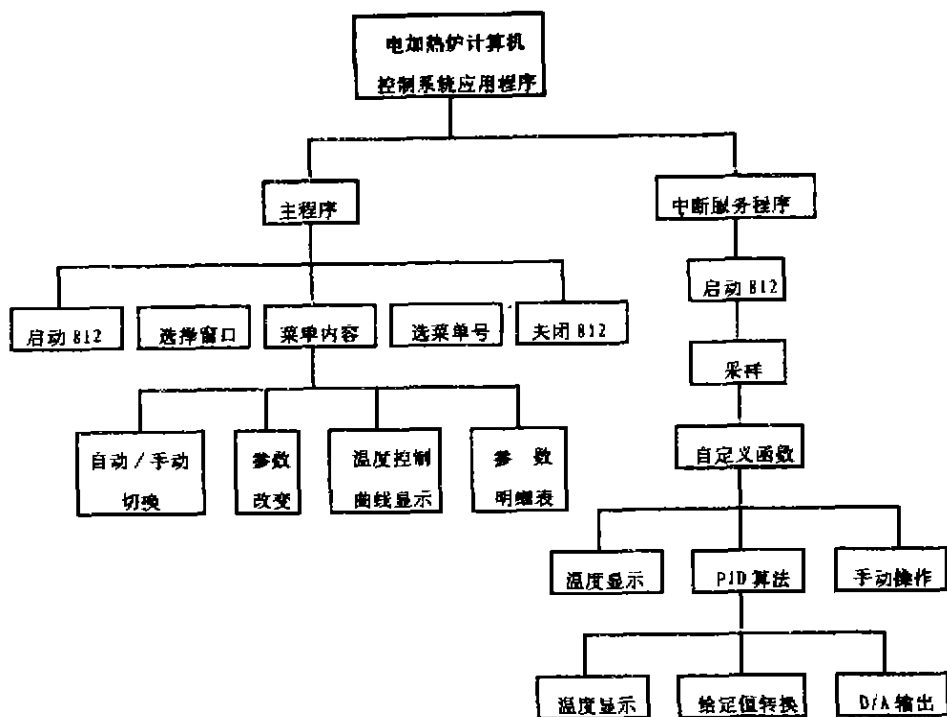 电加热炉计算机
控制系统应用程序
主程序
中断服务程序
启动 812
选择窗口
菜单内容
选菜单号
关闭 812
启动 812
采样
自动/手动
切换
参数
改变
温度控制
曲线显示
参 数
明细表
自定义函数
温度显示
PID 算法
手动操作
温度显示
给定值转换
D/A 输出